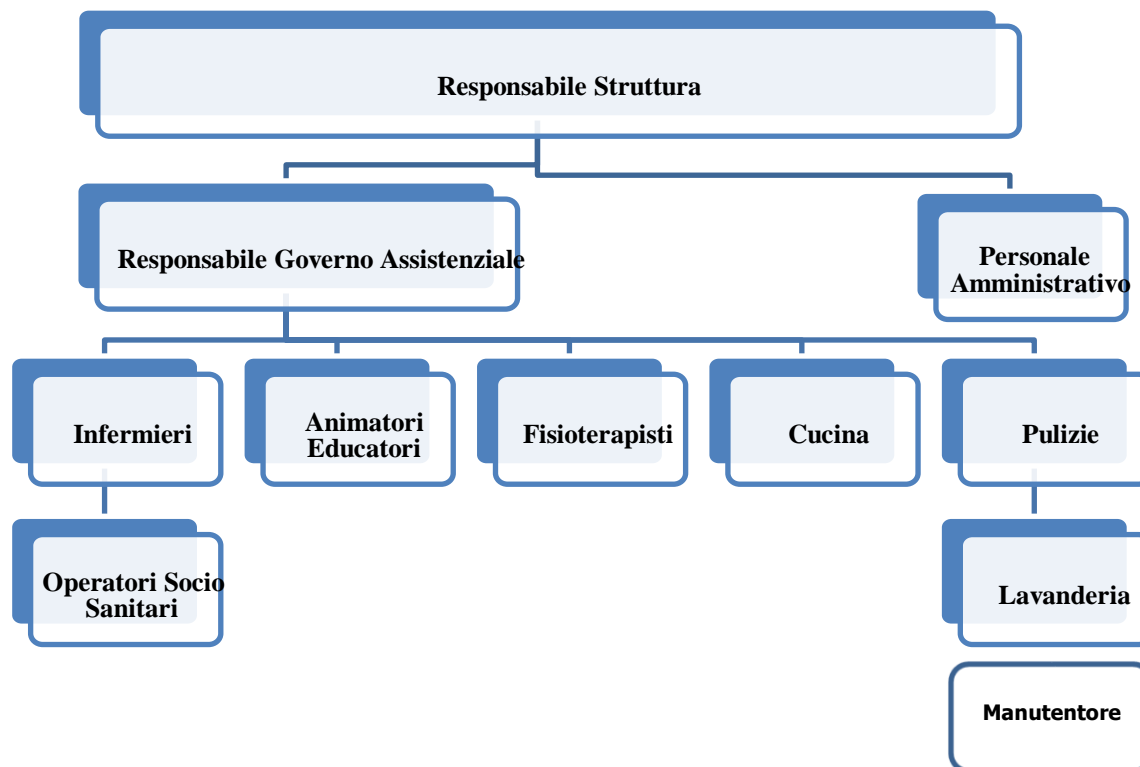 Responsabile Struttura
Responsabile Governo Assistenziale
Personale
Amministrativo
Infermieri
Animatori
Educatori
Fisioterapisti
Cucina
Pulizie
Operatori Socio
Sanitari
Lavanderia
Manutentore